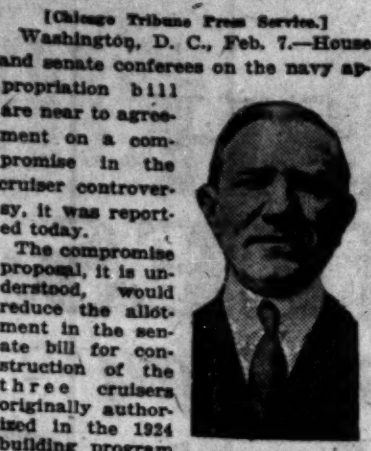 [Chicago Tribune Press Service.]
Washington, D. C., Feb. 7.—House
and senate conferees on the navy ap-
propriation bill
are near to agree-
ment on a com-
promise in the
cruiser controver-
sy, it was report-
ed today.
The compromise
proposal, it is un-
derstood, would
reduce the allot-
ment in the sen-
ate bill for con-
struction of the
three cruisers
originally author-
ized in the 1924
building program